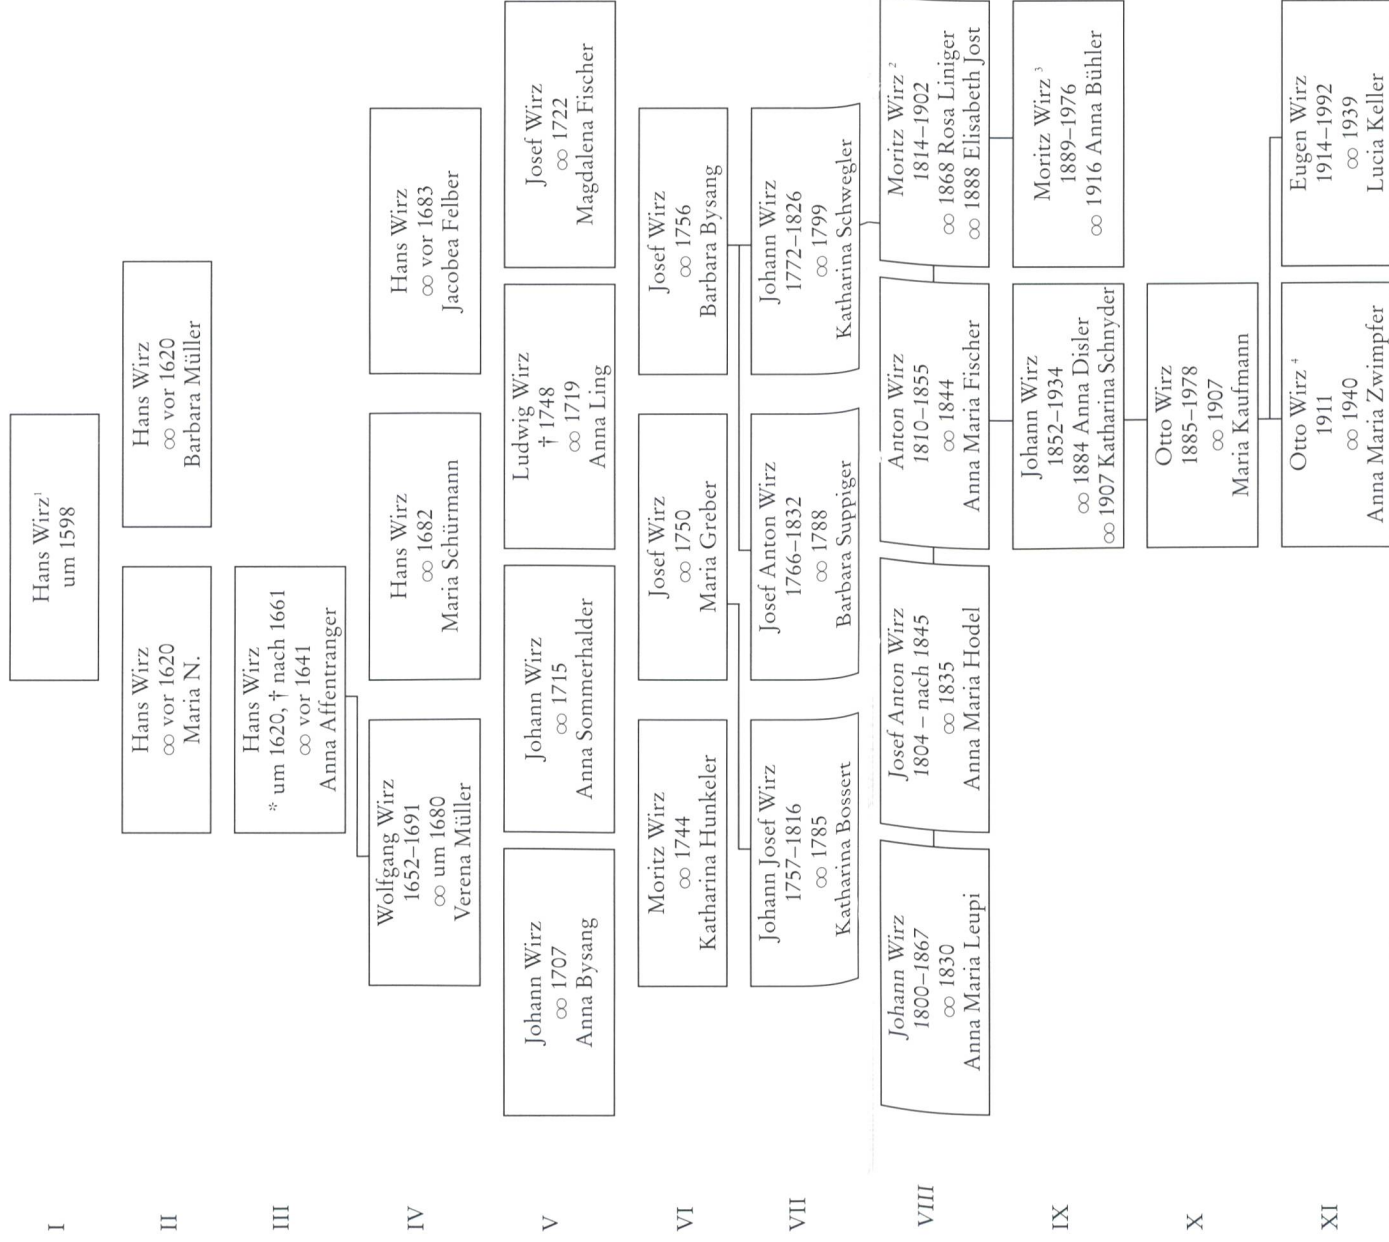 I
Hans Wirz¹
um 1598
II
Hans Wirz
∞ vor 1620
Maria N.
Hans Wirz
∞ vor 1620
Barbara Müller
III
Hans Wirz
* um 1620, † nach 1661
∞ vor 1641
Anna Affentranger
IV
Wolfgang Wirz
1652–1691
∞ um 1680
Verena Müller
Hans Wirz
∞ 1682
Maria Schürmann
Hans Wirz
∞ vor 1683
Jacobea Felber
V
Johann Wirz
∞ 1707
Anna Bysang
Johann Wirz
∞ 1715
Anna Sommerhalder
Ludwig Wirz
† 1748
∞ 1719
Anna Ling
Josef Wirz
∞ 1722
Magdalena Fischer
VI
Moritz Wirz
∞ 1744
Katharina Hunkeler
Josef Wirz
∞ 1750
Maria Greber
Josef Wirz
∞ 1756
Barbara Bysang
VII
Johann Josef Wirz
1757–1816
∞ 1785
Katharina Bossert
Josef Anton Wirz
1766–1832
∞ 1788
Barbara Suppiger
Johann Wirz
1772–1826
∞ 1799
Katharina Schwegler
VIII
Johann Wirz
1800–1867
∞ 1830
Anna Maria Leupi
Josef Anton Wirz
1804 – nach 1845
∞ 1835
Anna Maria Hodel
Anton Wirz
1810–1855
∞ 1844
Anna Maria Fischer
Moritz Wirz ²
1814–1902
∞ 1868 Rosa Liniger
∞ 1888 Elisabeth Jost
IX
Johann Wirz
1852–1934
∞ 1884 Anna Disler
∞ 1907 Katharina Schnyder
Moritz Wirz ³
1889–1976
∞ 1916 Anna Bühler
X
Otto Wirz
1885–1978
∞ 1907
Maria Kaufmann
XI
Otto Wirz ⁴
1911
∞ 1940
Anna Maria Zwimpfer
Eugen Wirz
1914–1992
∞ 1939
Lucia Keller